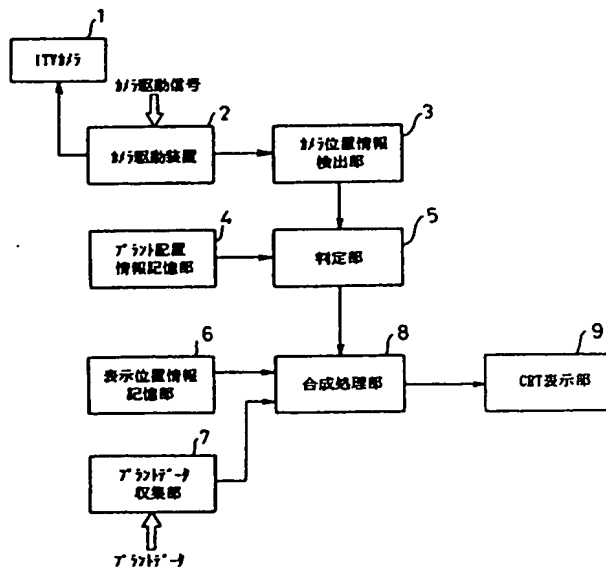 1
ITVカメラ
カメラ駆動信号
2
カメラ駆動装置
3
カメラ位置情報
検出部
4
プラント配置
情報記憶部
5
判定部
6
表示位置情報
記憶部
8
合成処理部
9
CRT表示部
7
プラントデータ
収集部
プラントデータ